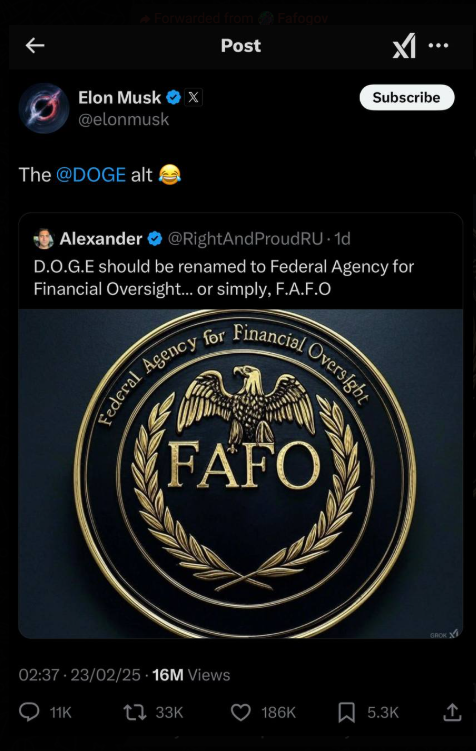 Forwarded from Fafogov
Post
Elon Musk
@elonmusk
Subscribe
The @DOGE alt 😂
Alexander @RightAndProudRU · 1d
D.O.G.E should be renamed to Federal Agency for
Financial Oversight... or simply, F.A.F.O
Federal Agency for Financial Oversight
FAFO
GROK
02:37 · 23/02/25 · 16M Views
11K 33K 186K 5.3K